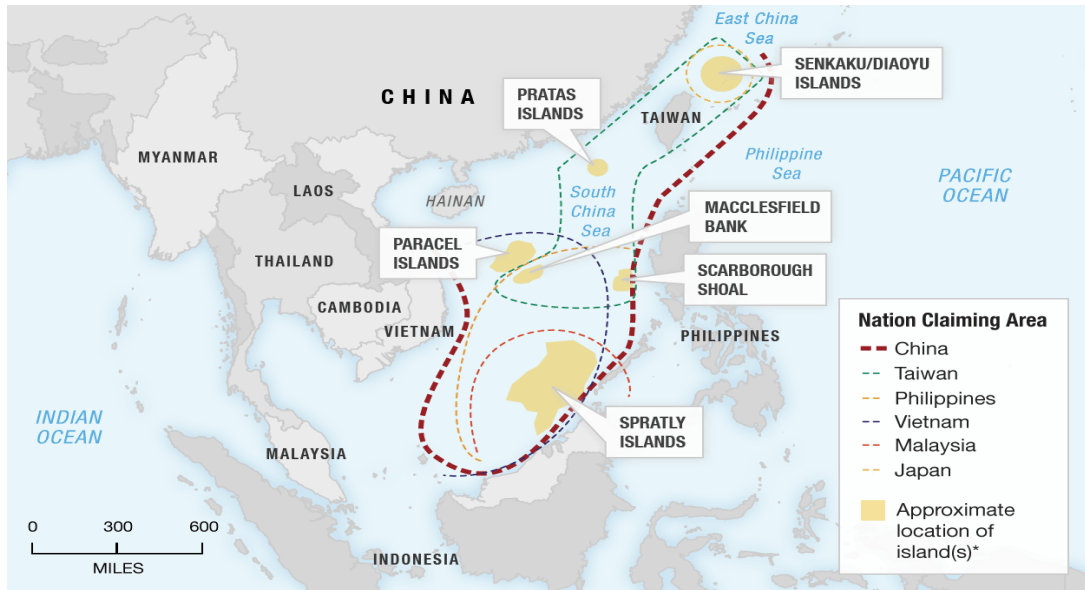 East China
Sea
SENKAKU/DIAOYU
ISLANDS
CHINA
PRATAS
ISLANDS
TAIWAN
MYANMAR
Philippine
Sea
PACIFIC
OCEAN
LAOS
HAINAN
South
China
Sea
MACCLESFIELD
BANK
PARACEL
ISLANDS
THAILAND
SCARBOROUGH
SHOAL
CAMBODIA
VIETNAM
PHILIPPINES
INDIAN
OCEAN
SPRATLY
ISLANDS
MALAYSIA
INDONESIA
0 300 600
MILES
Nation Claiming Area
China
Taiwan
Philippines
Vietnam
Malaysia
Japan
Approximate
location of
island(s)*